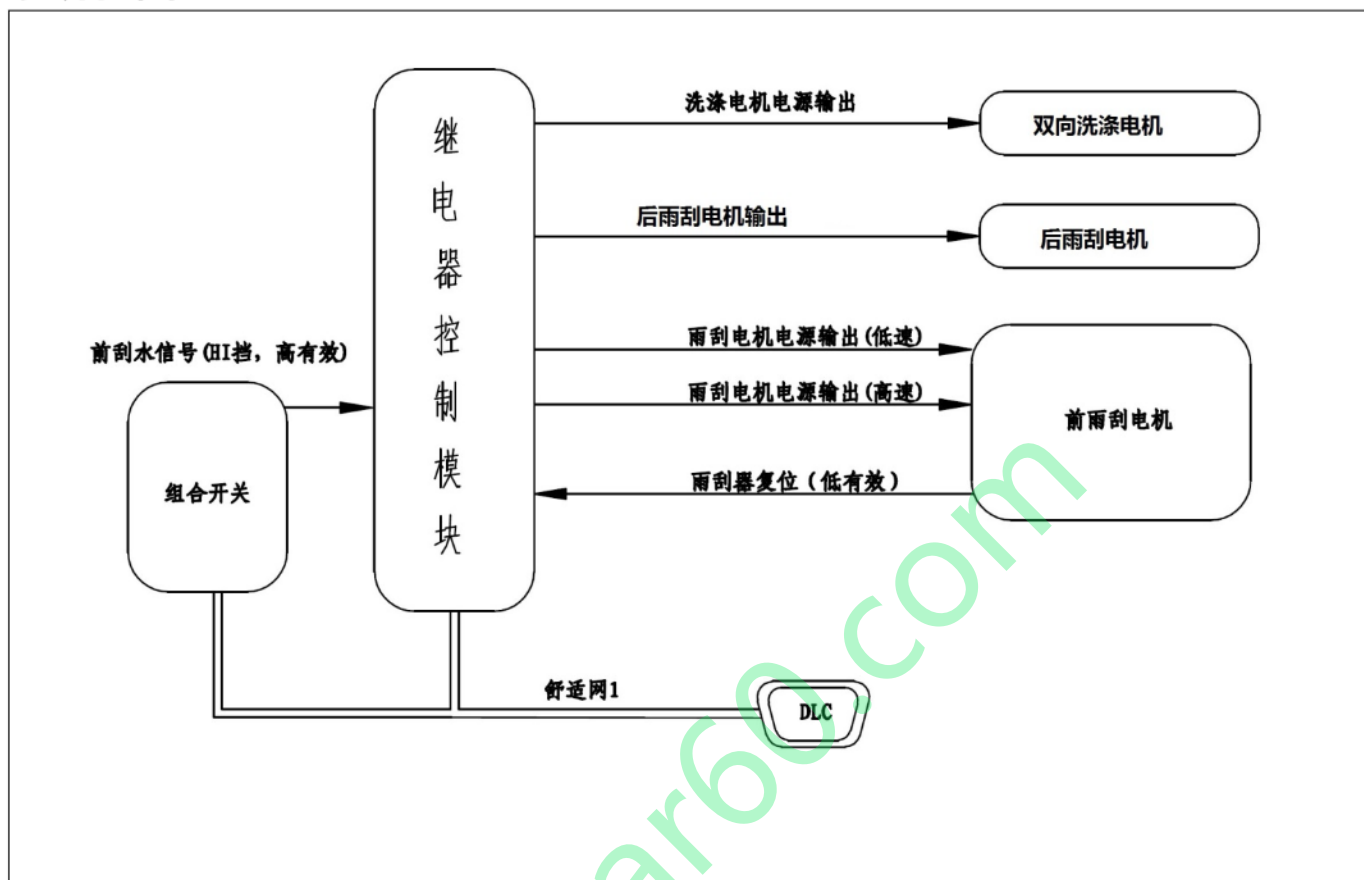 洗涤电机电源输出
双向洗涤电机
后雨刮电机输出
后雨刮电机
继电器控制模块
前刮水信号(HI挡，高有效)
雨刮电机电源输出(低速)
雨刮电机电源输出(高速)
前雨刮电机
雨刮器复位（低有效）
组合开关
舒适网1
DLC
ar60.com